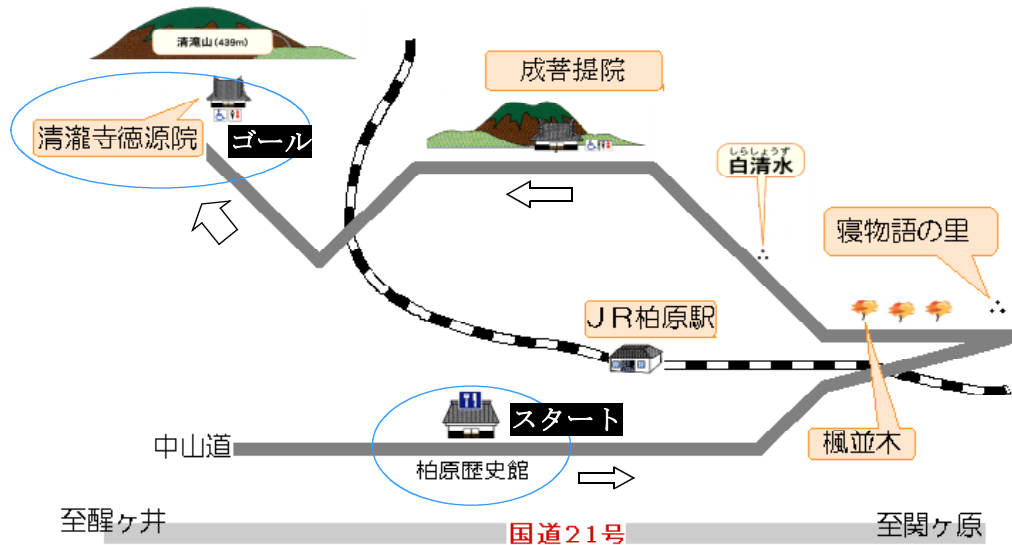 清滝山(439m)
成菩提院
清瀧寺徳源院
ゴール
しらしょうず
白清水
寝物語の里
JR柏原駅
スタート
中山道
柏原歴史館
楓並木
至醒ヶ井
国道21号
至関ヶ原